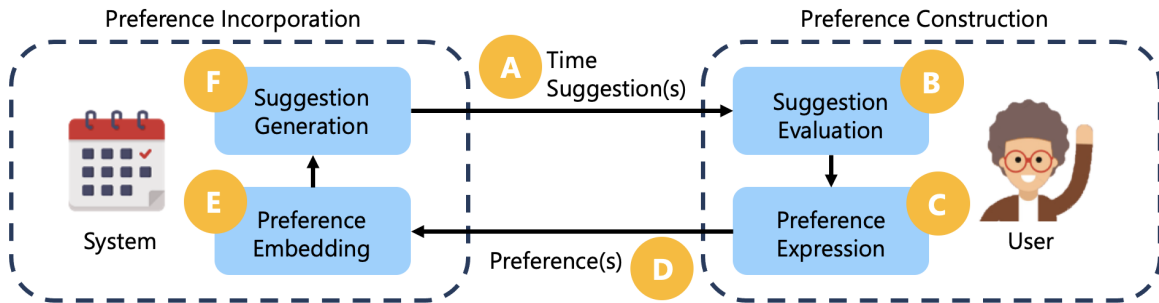 Preference Incorporation
Preference Construction
F
Suggestion
Generation
A
Time
Suggestion(s)
B
Suggestion
Evaluation
System
E
Preference
Embedding
Preference(s)
D
C
Preference
Expression
User